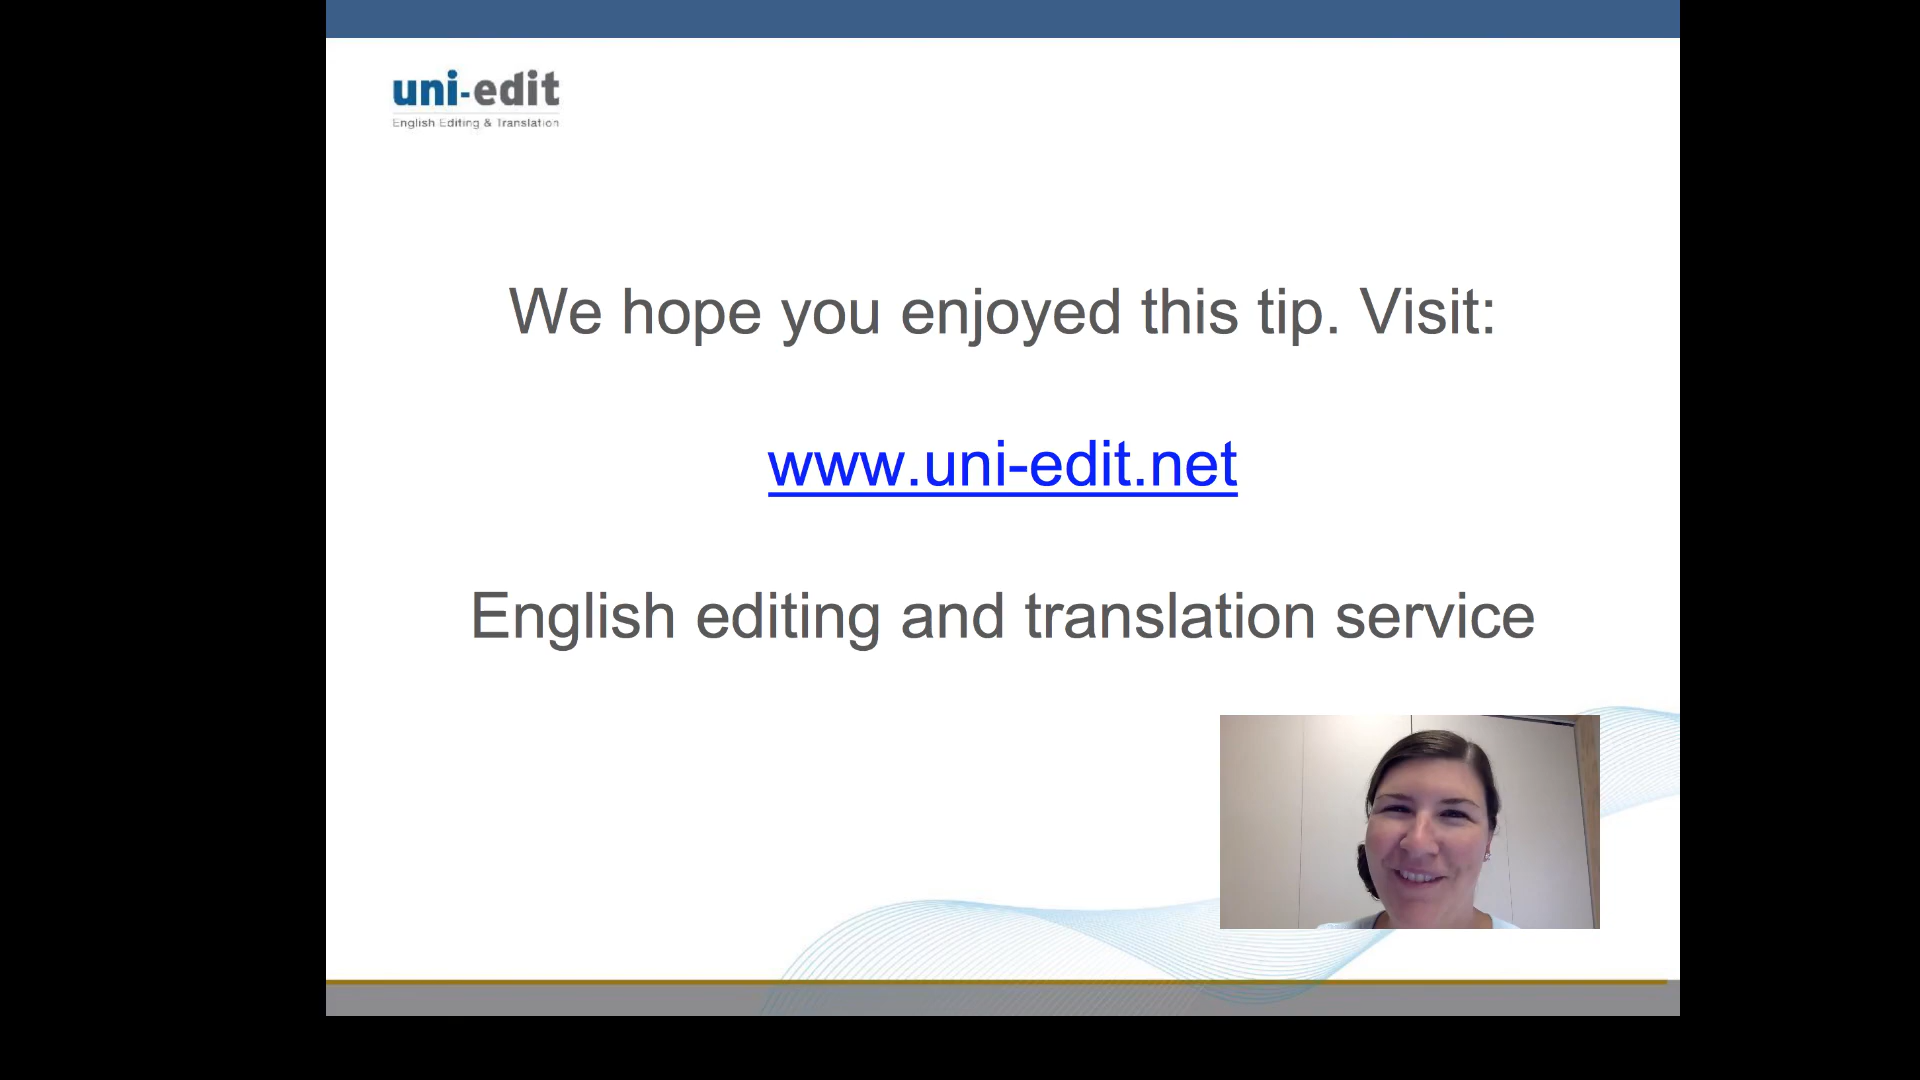 uni-edit
English Editing & Translation
We hope you enjoyed this tip. Visit:
www.uni-edit.net
English editing and translation service